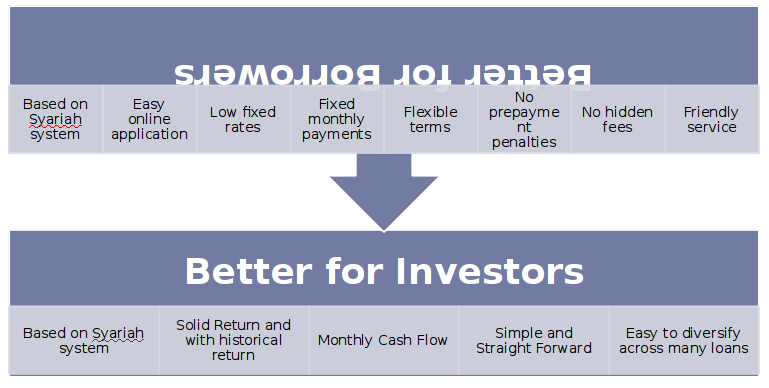 Better for Borrowers
Based on
Syariah
system
Easy
online
application
Low fixed
rates
Fixed
monthly
payments
Flexible
terms
No
prepayme
nt
penalties
No hidden
fees
Friendly
service
Better for Investors
Based on Syariah
system
Solid Return and
with historical
return
Monthly Cash Flow
Simple and
Straight Forward
Easy to diversify
across many loans